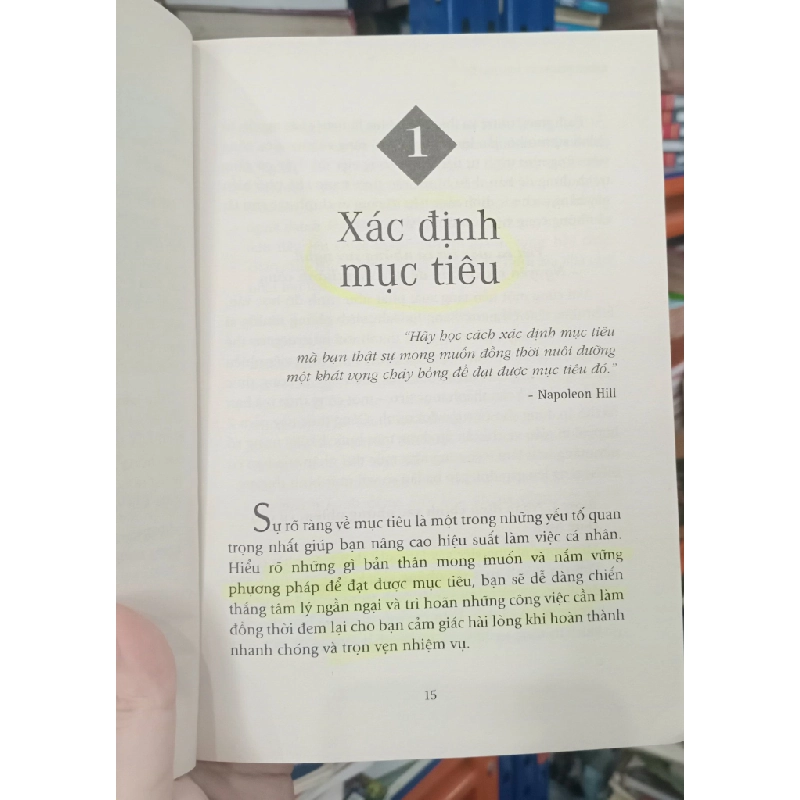 1
Xác định
mục tiêu
"Hãy học cách xác định mục tiêu
mà bạn thật sự mong muốn đồng thời nuôi dưỡng
một khát vọng cháy bỏng để đạt được mục tiêu đó."
- Napoleon Hill
Sự rõ ràng về mục tiêu là một trong những yếu tố quan
trọng nhất giúp bạn nâng cao hiệu suất làm việc cá nhân.
Hiểu rõ những gì bản thân mong muốn và nắm vững
phương pháp để đạt được mục tiêu, bạn sẽ dễ dàng chiến
thắng tâm lý ngần ngại và trì hoãn những công việc cần làm
đồng thời đem lại cho bạn cảm giác hài lòng khi hoàn thành
nhanh chóng và trọn vẹn nhiệm vụ.
15